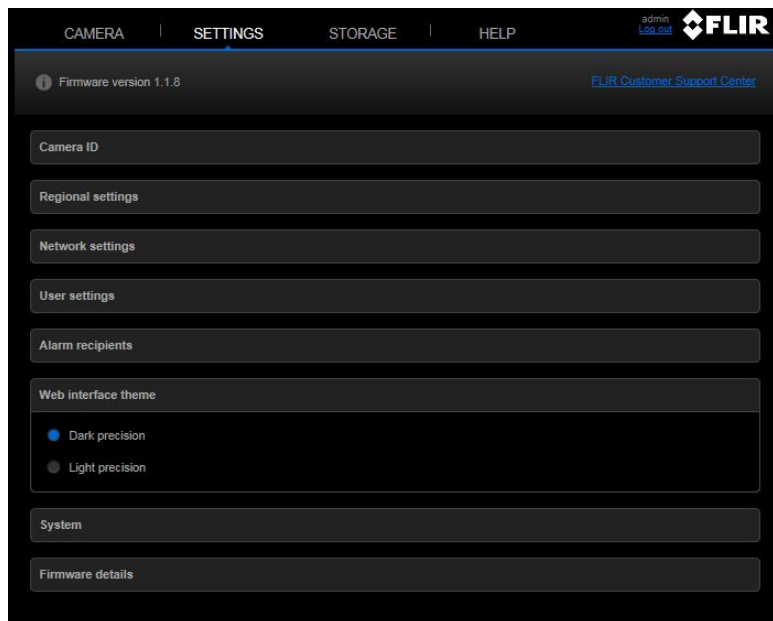 CAMERA SETTINGS STORAGE HELP admin
Log out FLIR
Firmware version 1.1.8 FLIR Customer Support Center
Camera ID
Regional settings
Network settings
User settings
Alarm recipients
Web interface theme
Dark precision
Light precision
System
Firmware details